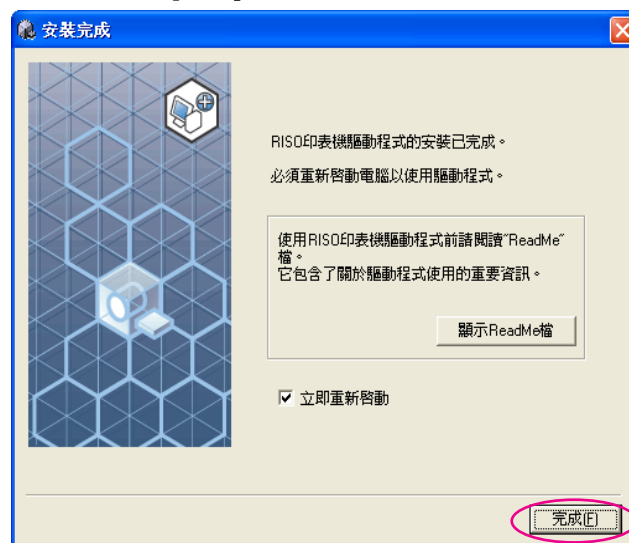 安裝完成
RISO印表機驅動程式的安裝已完成。
必須重新啓動電腦以使用驅動程式。
使用RISO印表機驅動程式前請閱讀"ReadMe"
檔。
它包含了關於驅動程式使用的重要資訊。
顯示ReadMe檔
立即重新啓動
完成(F)